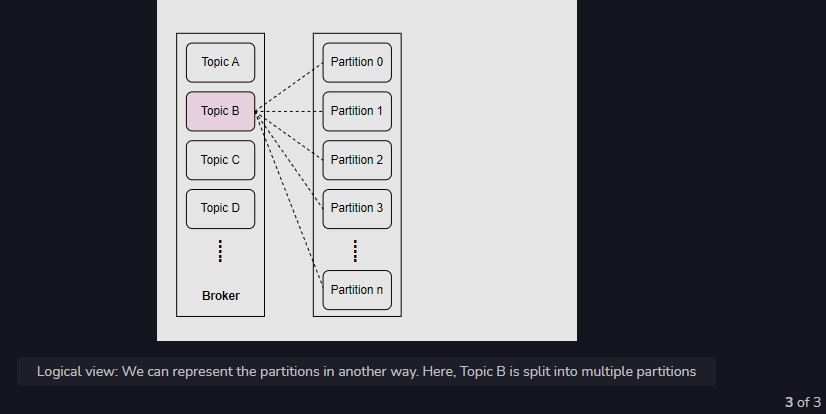 Topic A
Partition 0
Topic B
Partition 1
Topic C
Partition 2
Topic D
Partition 3
Partition n
Broker
Logical view: We can represent the partitions in another way. Here, Topic B is split into multiple partitions
3 of 3